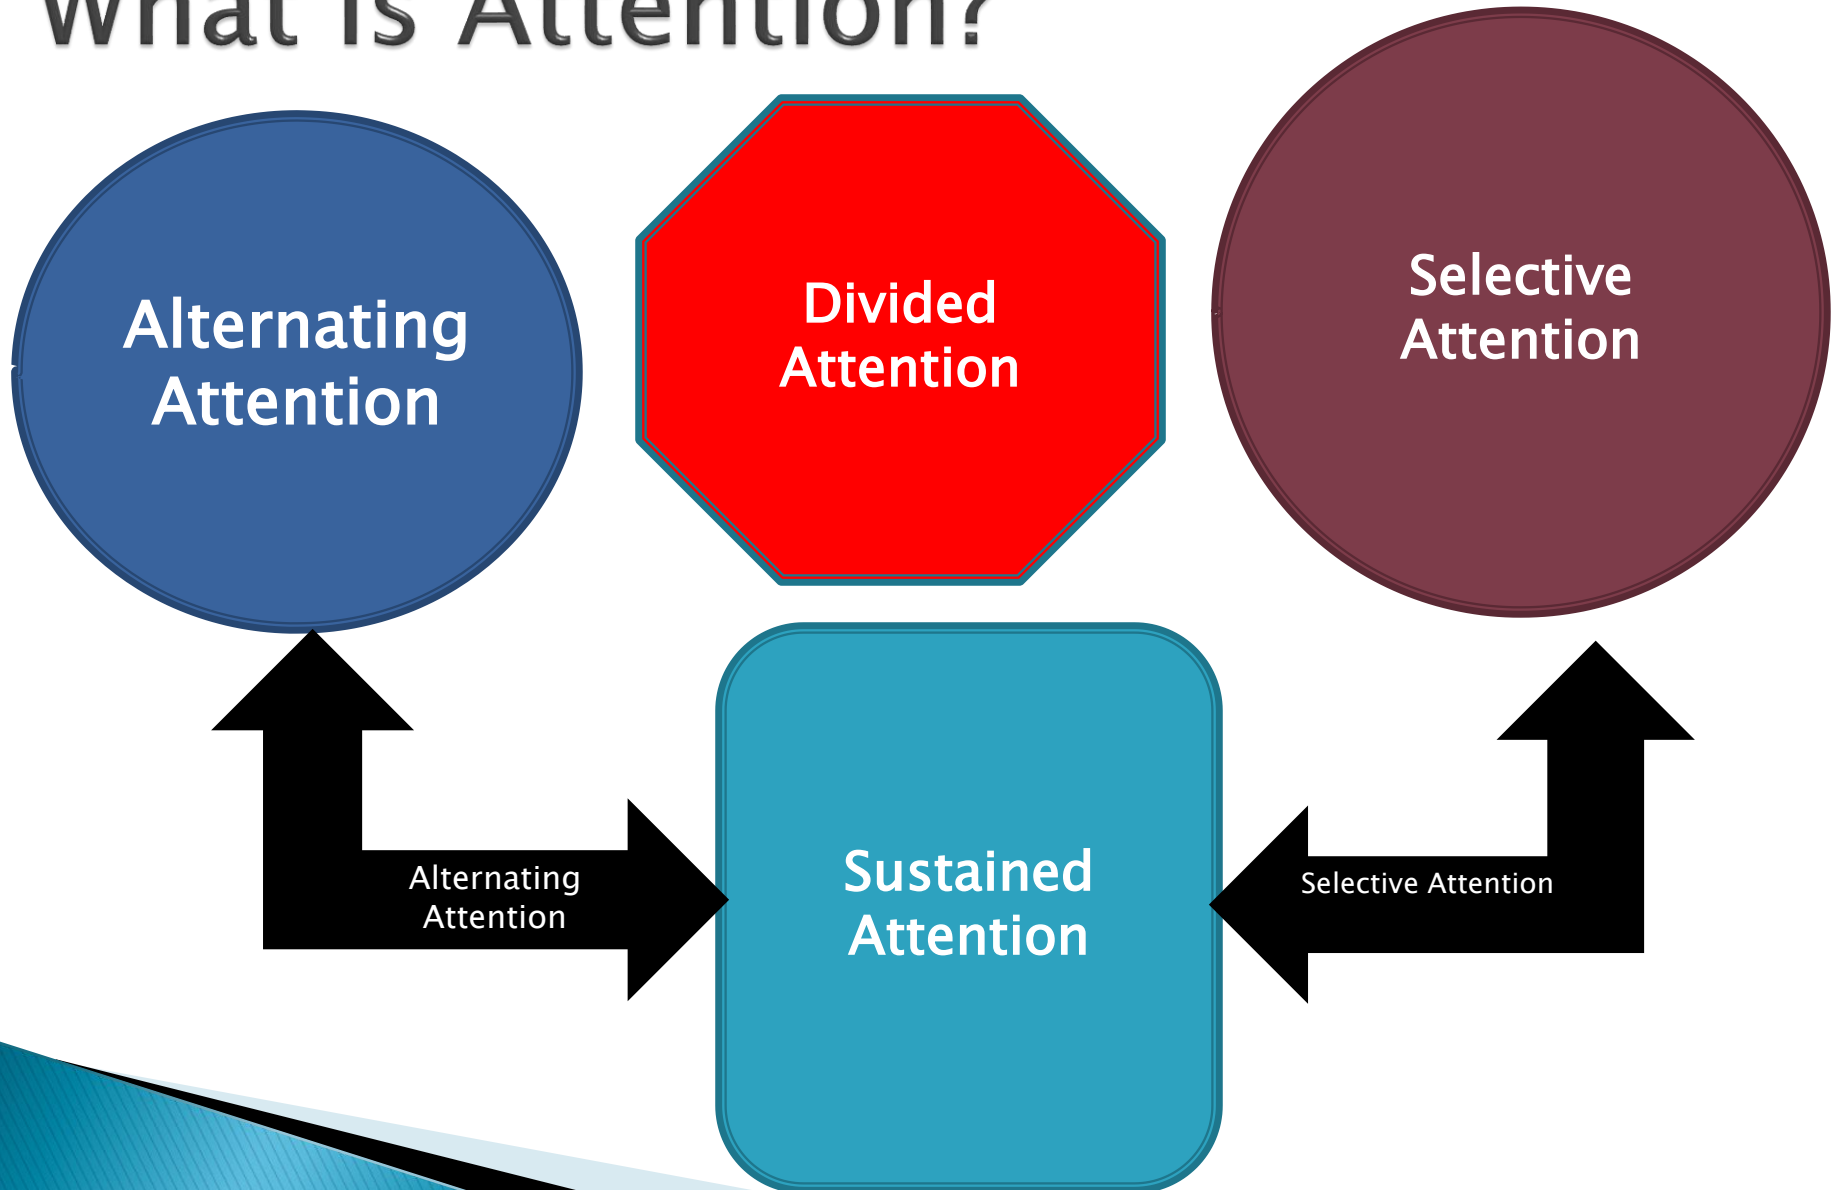 What is Attention?
Alternating
Attention
Divided
Attention
Selective
Attention
Alternating
Attention
Sustained
Attention
Selective Attention